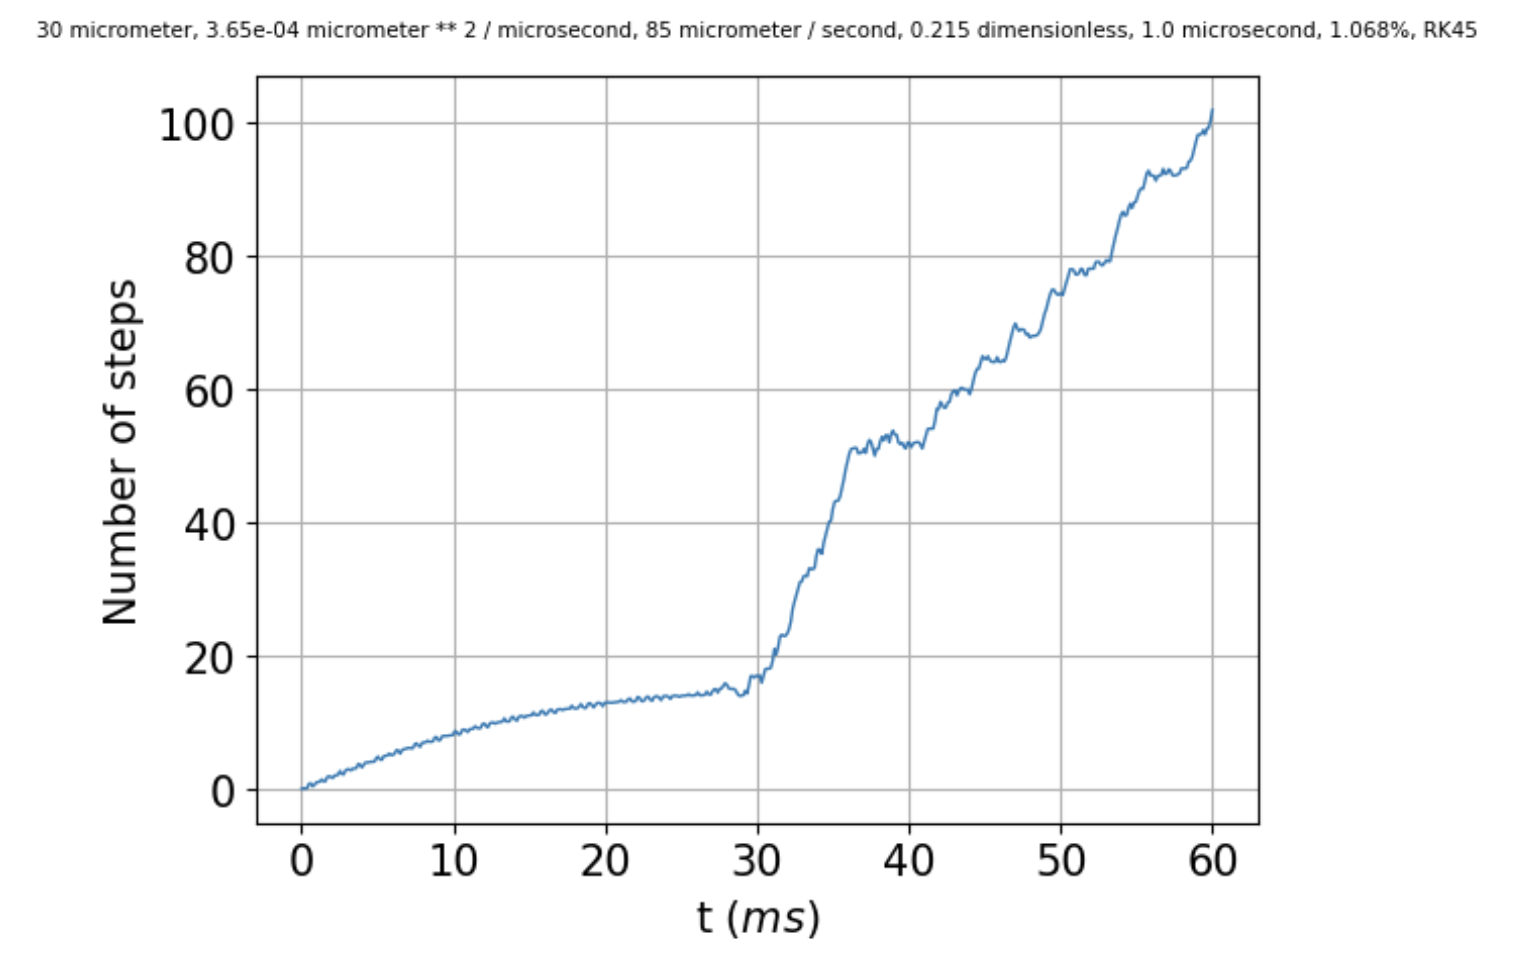 30 micrometer, 3.65e-04 micrometer ** 2 / microsecond, 85 micrometer / second, 0.215 dimensionless, 1.0 microsecond, 1.068%, RK45
100
80
60
40
20
0
Number of steps
0 10 20 30 40 50 60
t (ms)